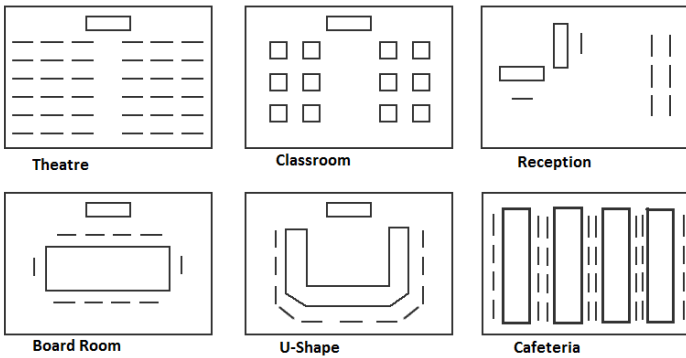 Theatre
Classroom
Reception
Board Room
U-Shape
Cafeteria